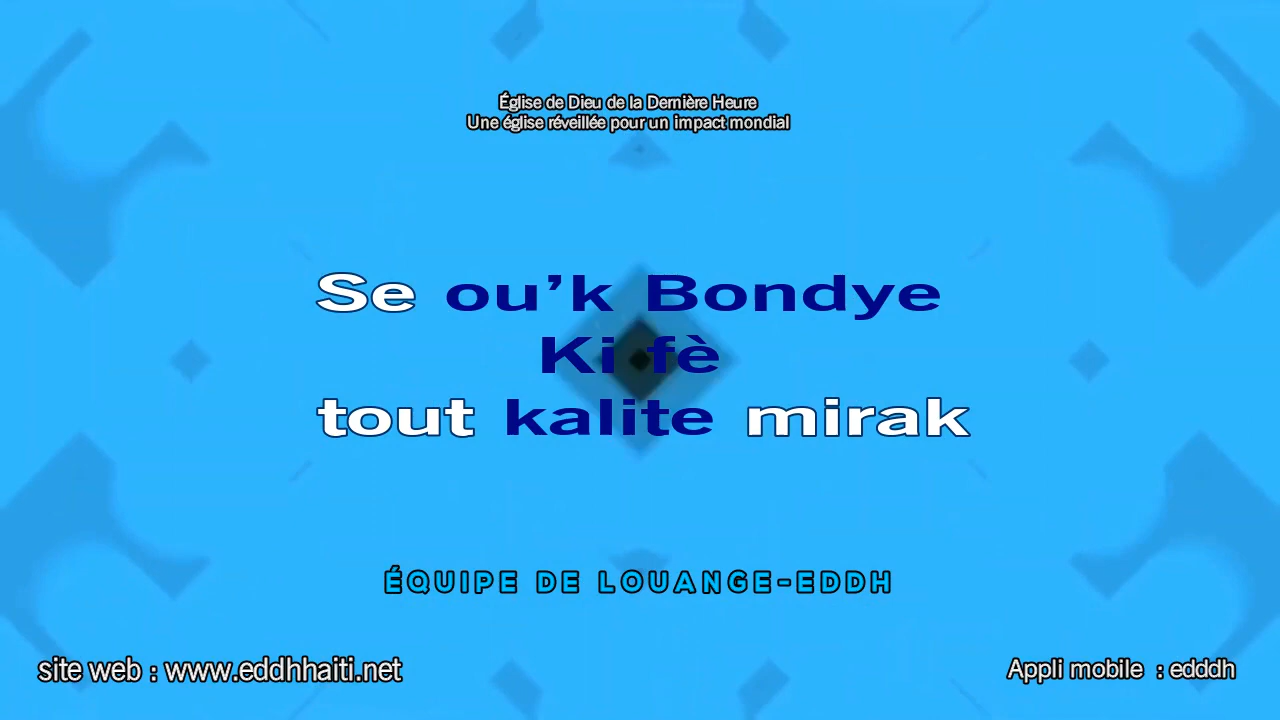 Église de Dieu de la Dernière Heure
Une église réveillée pour un impact mondial
Se ou’k Bondye
Ki fè
tout kalite mirak
ÉQUIPE DE LOUANGE-EDDH
site web : www.eddhhaiti.net
Appli mobile : edddh